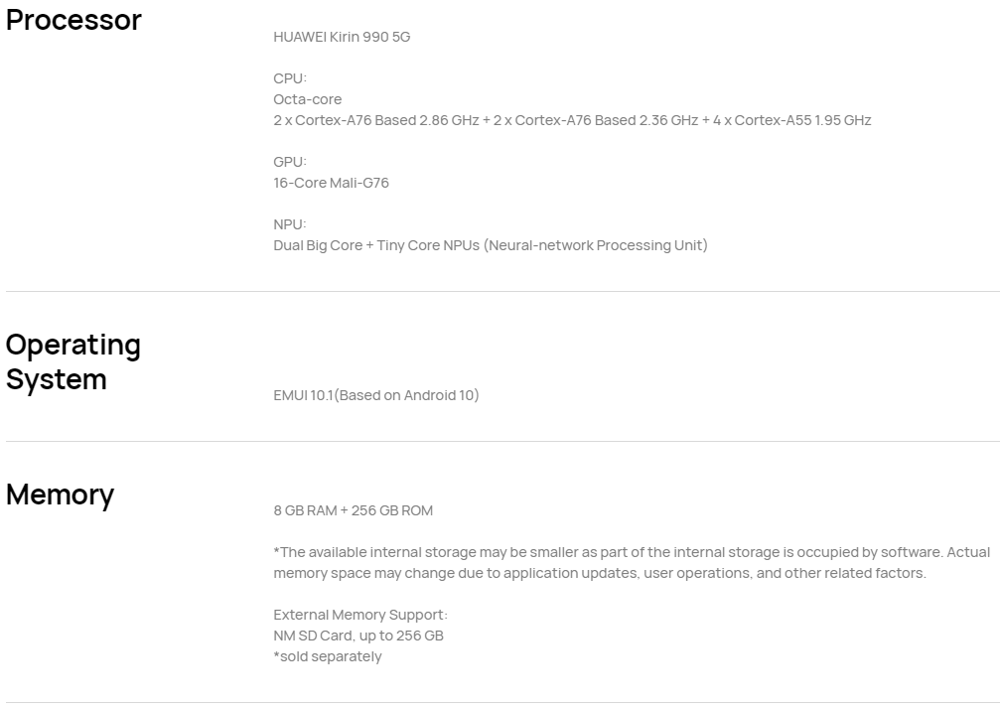 Processor
HUAWEI Kirin 990 5G
CPU:
Octa-core
2 x Cortex-A76 Based 2.86 GHz + 2 x Cortex-A76 Based 2.36 GHz + 4 x Cortex-A55 1.95 GHz
GPU:
16-Core Mali-G76
NPU:
Dual Big Core + Tiny Core NPUs (Neural-network Processing Unit)
Operating
System
EMUI 10.1(Based on Android 10)
Memory
8 GB RAM + 256 GB ROM
*The available internal storage may be smaller as part of the internal storage is occupied by software. Actual
memory space may change due to application updates, user operations, and other related factors.
External Memory Support:
NM SD Card, up to 256 GB
*sold separately